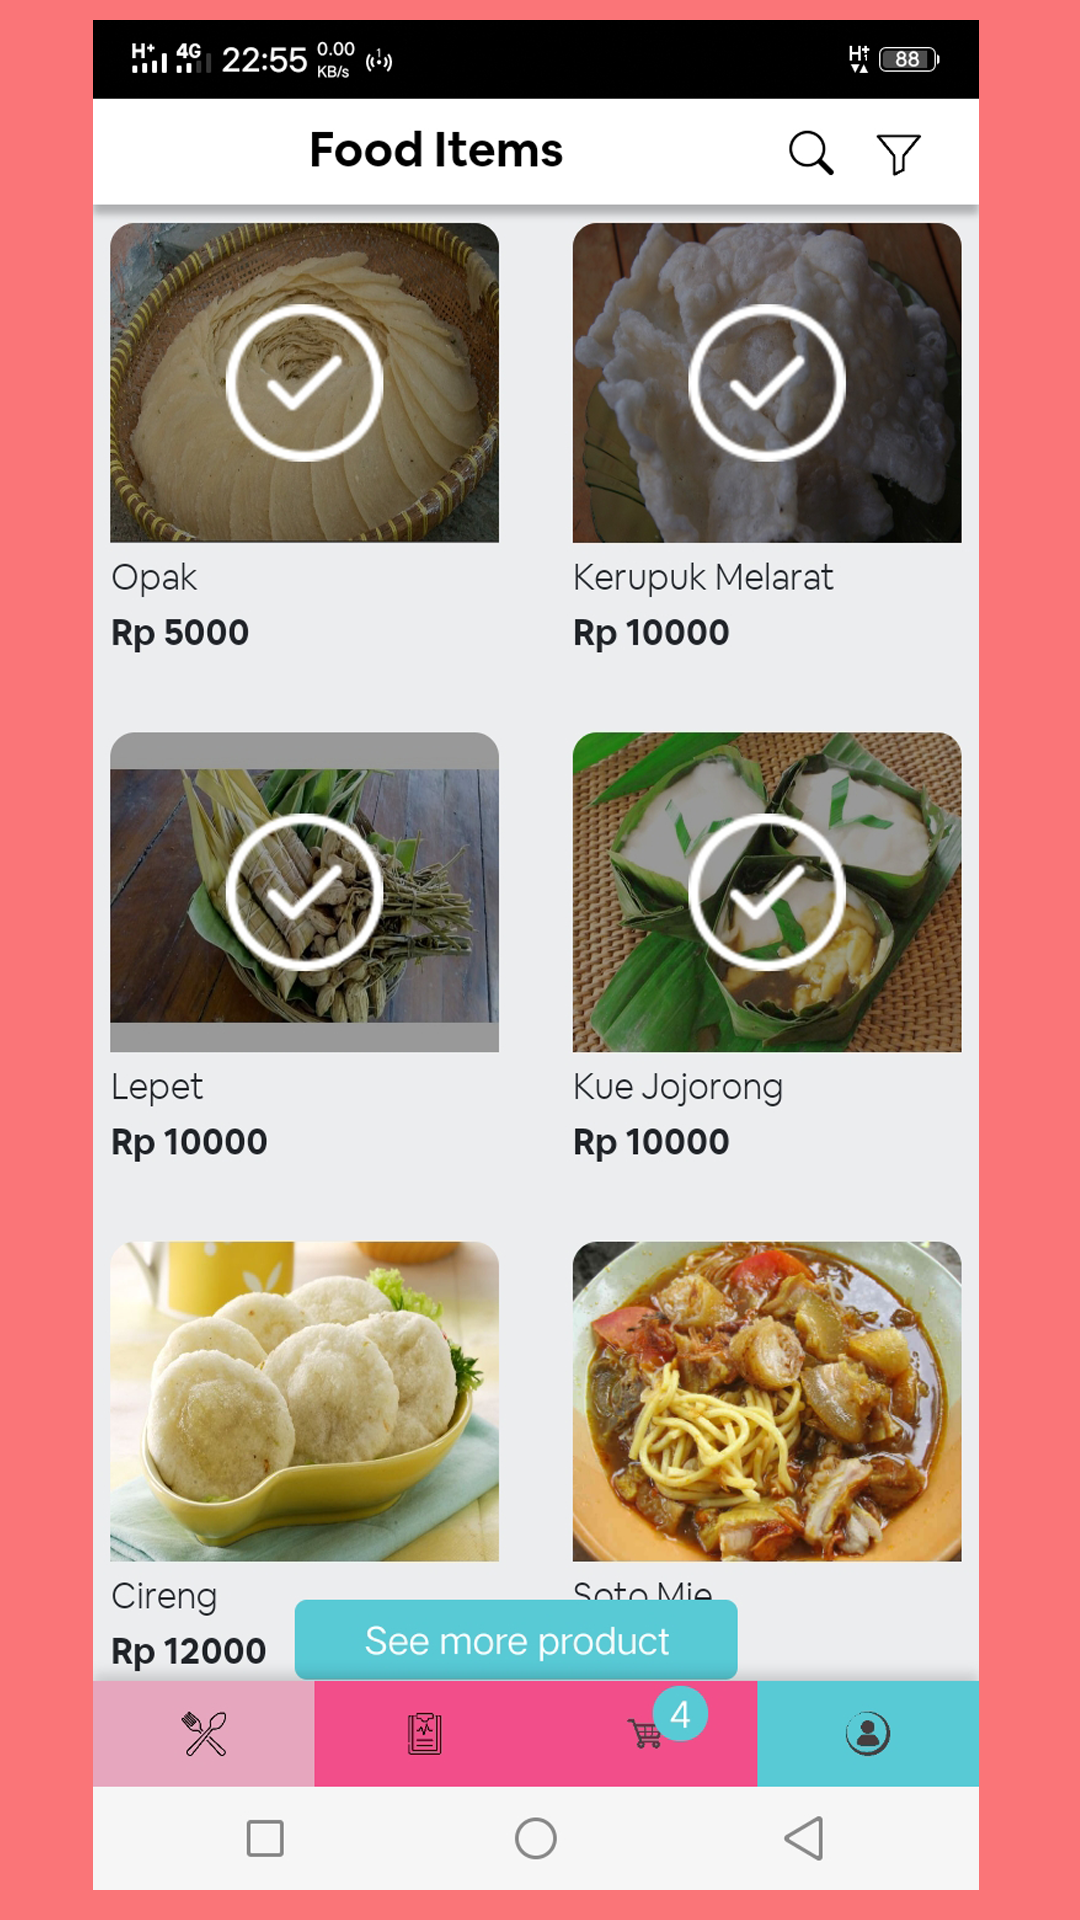 H+ 4G 22:55 0.00 KB/s 1 H+ 88
Food Items
Opak
Kerupuk Melarat
Rp 5000
Rp 10000
Lepet
Kue Jojorong
Rp 10000
Rp 10000
Cireng
Soto Mie
Rp 12000
See more product
4